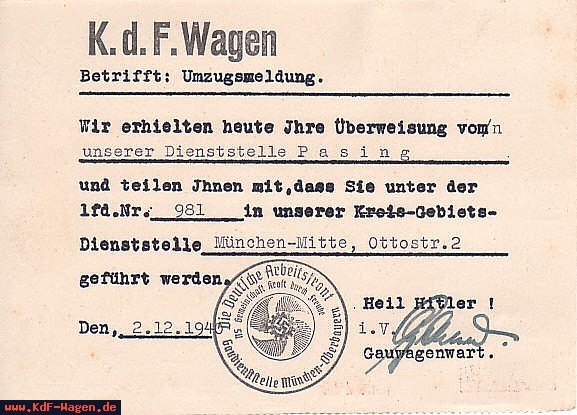 K.d.F.Wagen
Betrifft: Umzugsmeldung.
Wir erhielten heute Jhre Überweisung vom/n
unserer Dienststelle P a s i n g
und teilen Jhnen mit,dass Sie unter der
lfd.Nr. 981 in unserer Kreis-Gebiets-
Dienststelle München-Mitte, Ottostr.2
geführt werden.
Die Deutsche Arbeitsfront
NS Gemeinschaft Kraft durch Freude
Gaudienststelle München-Oberbayern
Heil Hitler !
Den, 2.12.1940
i.V.
Gauwagenwart.
www.KdF-Wagen.de